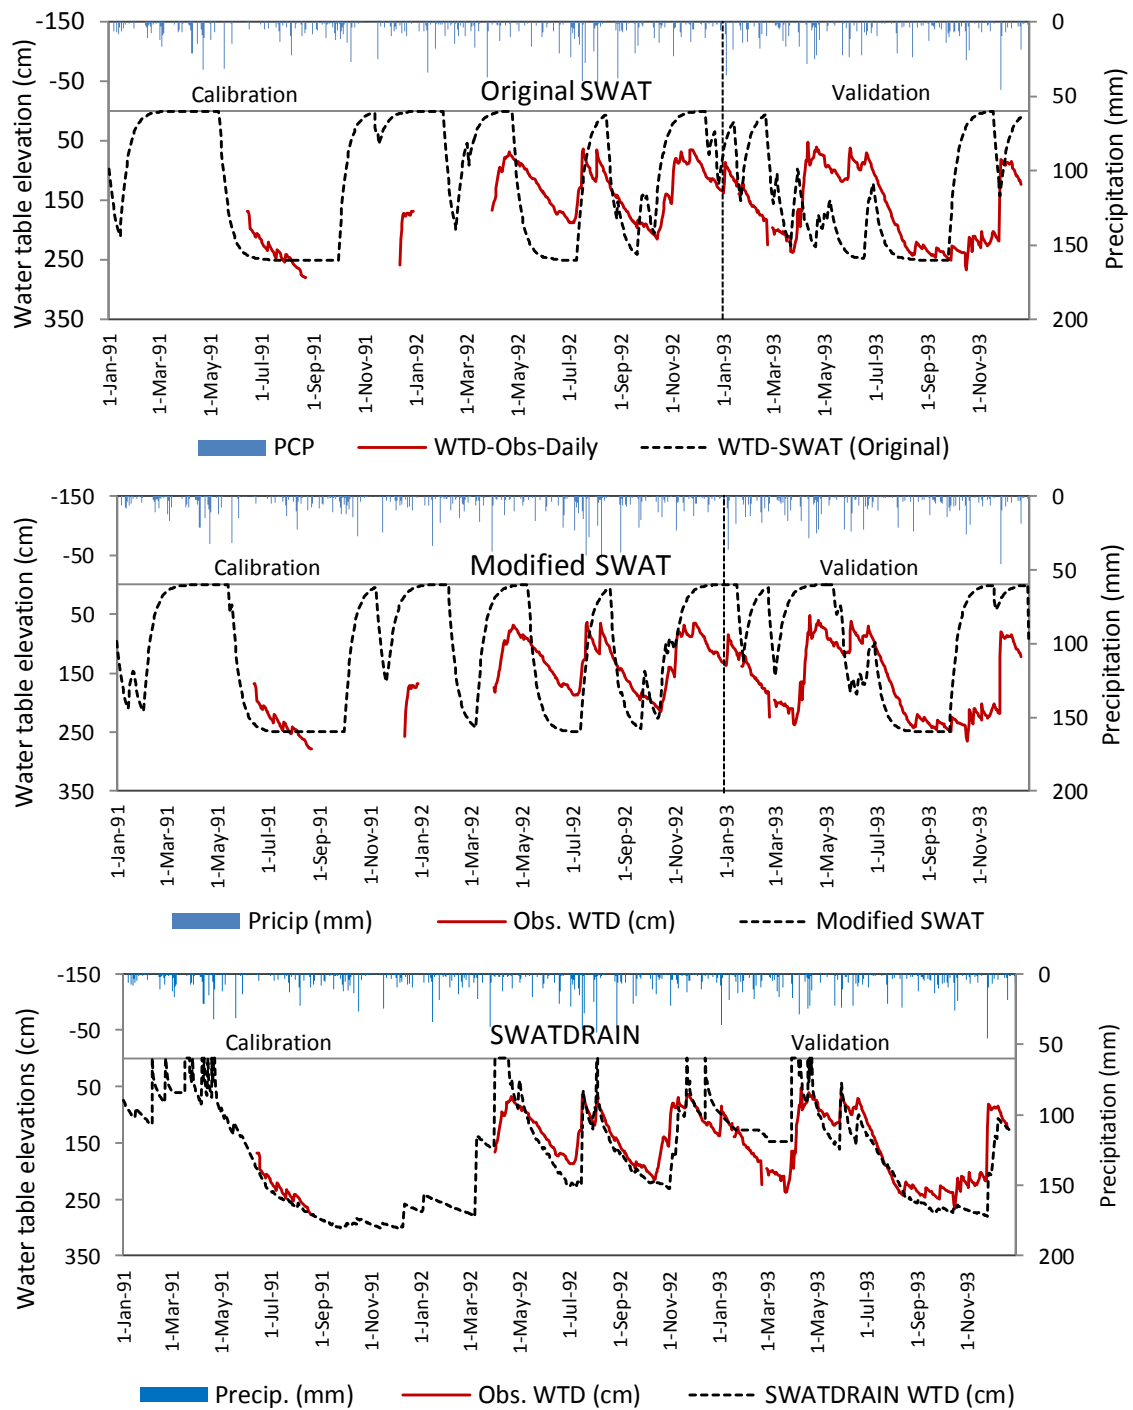 Original SWAT
Calibration
Validation
Water table elevation (cm)
-150
-50
50
150
250
350
0
50
100
150
200
Precipitation (mm)
1-Jan-91
1-Mar-91
1-May-91
1-Jul-91
1-Sep-91
1-Nov-91
1-Jan-92
1-Mar-92
1-May-92
1-Jul-92
1-Sep-92
1-Nov-92
1-Jan-93
1-Mar-93
1-May-93
1-Jul-93
1-Sep-93
1-Nov-93
PCP WTD-Obs-Daily WTD-SWAT (Original)
Modified SWAT
Calibration
Validation
Water table elevation (cm)
-150
-50
50
150
250
350
0
50
100
150
200
Precipitation (mm)
1-Jan-91
1-Mar-91
1-May-91
1-Jul-91
1-Sep-91
1-Nov-91
1-Jan-92
1-Mar-92
1-May-92
1-Jul-92
1-Sep-92
1-Nov-92
1-Jan-93
1-Mar-93
1-May-93
1-Jul-93
1-Sep-93
1-Nov-93
Pricip (mm) Obs. WTD (cm) Modified SWAT
SWATDRAIN
Calibration
Validation
Water table elevations (cm)
-150
-50
50
150
250
350
0
50
100
150
200
Precipitation (mm)
1-Jan-91
1-Mar-91
1-May-91
1-Jul-91
1-Sep-91
1-Nov-91
1-Jan-92
1-Mar-92
1-May-92
1-Jul-92
1-Sep-92
1-Nov-92
1-Jan-93
1-Mar-93
1-May-93
1-Jul-93
1-Sep-93
1-Nov-93
Precip. (mm) Obs. WTD (cm) SWATDRAIN WTD (cm)